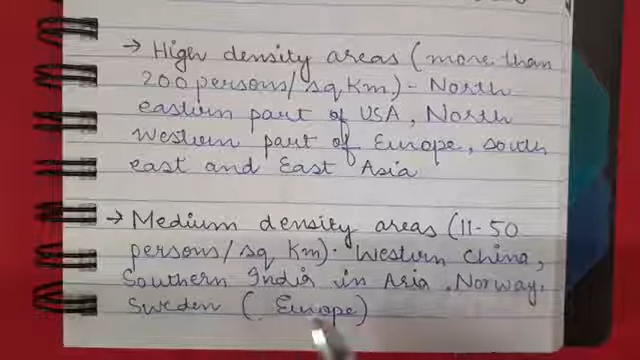 → High density areas (more than
200 persons/sq Km) - North
eastern part of USA, North
Western part of Europe, south
east and East Asia
→ Medium density areas (11-50
persons/sq Km). Western China,
Southern India in Asia. Norway,
Sweden (Europe)